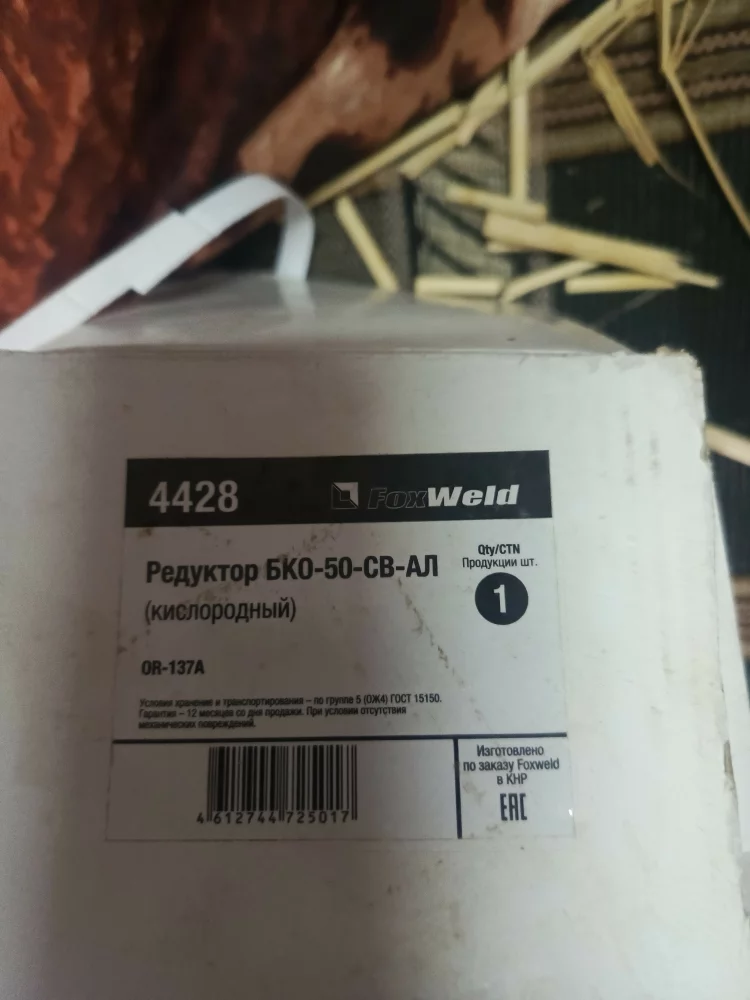 4428
FoxWeld
Редуктор БКО-50-СВ-АЛ
(кислородный)
Qty/CTN
Продукции шт.
1
OR-137A
Условия хранение и транспортирования – по группе 5 (ОЖ4) ГОСТ 15150.
Гарантия – 12 месяцев со дня продажи. При условии отсутствия
механических повреждений.
4 612744 725017
Изготовлено
по заказу Foxweld
в КНР
EAC